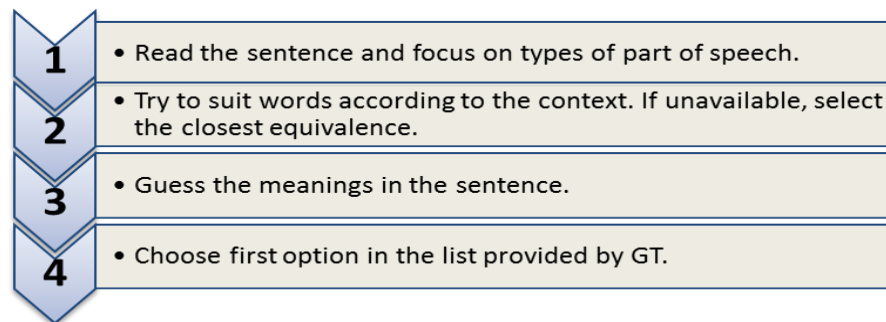 1
• Read the sentence and focus on types of part of speech.
2
• Try to suit words according to the context. If unavailable, select
the closest equivalence.
3
• Guess the meanings in the sentence.
4
• Choose first option in the list provided by GT.